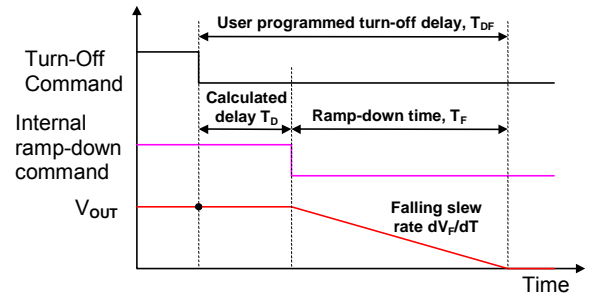 User programmed turn-off delay, TDF
Turn-Off
Command
Calculated
delay TD
Ramp-down time, TF
Internal
ramp-down
command
VOUT
Falling slew
rate dVF/dT
Time